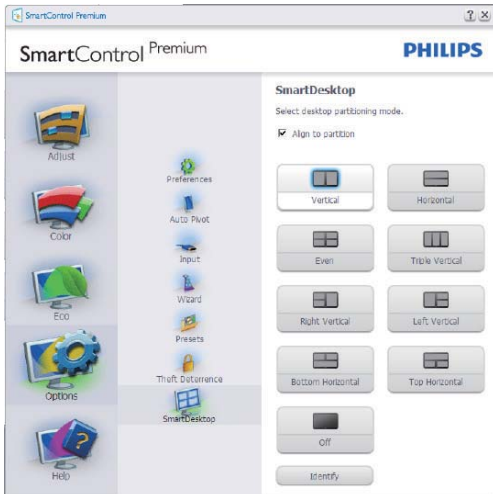 SmartControl Premium
SmartControl Premium
PHILIPS
Adjust
Color
Eco
Options
Help
Preferences
Auto Pivot
Input
Wizard
Presets
Theft Deterrence
SmartDesktop
SmartDesktop
Select desktop partitioning mode.
Align to partition
Vertical
Horizontal
Even
Triple Vertical
Right Vertical
Left Vertical
Bottom Horizontal
Top Horizontal
Off
Identify